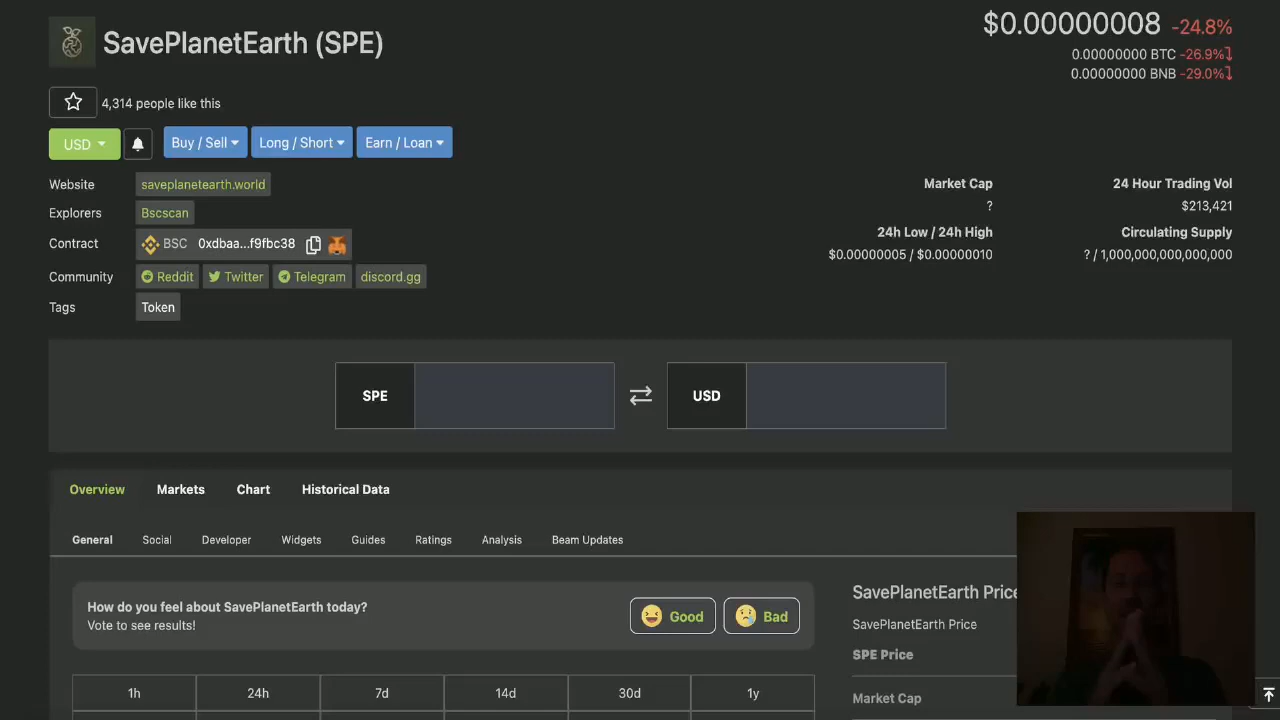 SavePlanetEarth (SPE)
$0.00000008 -24.8%
0.00000000 BTC -26.9%
0.00000000 BNB -29.0%
4,314 people like this
USD
Buy / Sell
Long / Short
Earn / Loan
Website saveplanetearth.world
Explorers Bscscan
Contract BSC 0xdbaa...f9fbc38
Community Reddit Twitter Telegram discord.gg
Tags Token
Market Cap
?
24 Hour Trading Vol
$213,421
24h Low / 24h High
$0.00000005 / $0.00000010
Circulating Supply
? / 1,000,000,000,000,000
SPE
USD
Overview Markets Chart Historical Data
General Social Developer Widgets Guides Ratings Analysis Beam Updates
How do you feel about SavePlanetEarth today?
Vote to see results!
Good
Bad
1h 24h 7d 14d 30d 1y
SavePlanetEarth Price
SavePlanetEarth Price
SPE Price
Market Cap